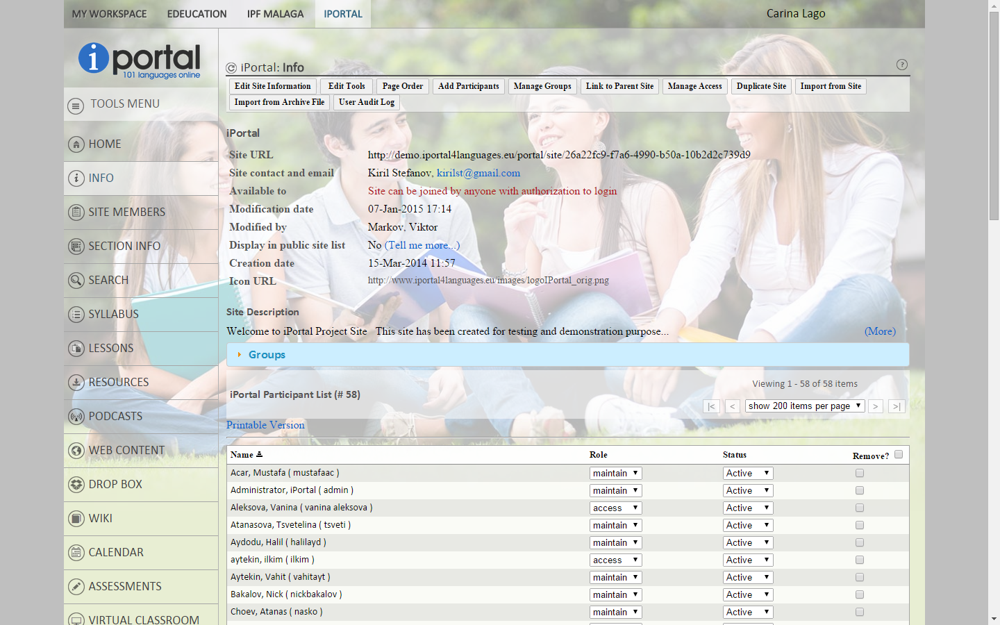 MY WORKSPACE EDEUCATION IPF MALAGA IPORTAL Carina Lago
i portal
101 languages online
TOOLS MENU
HOME
INFO
SITE MEMBERS
SECTION INFO
SEARCH
SYLLABUS
LESSONS
RESOURCES
PODCASTS
WEB CONTENT
DROP BOX
WIKI
CALENDAR
ASSESSMENTS
VIRTUAL CLASSROOM
iPortal: Info ?
Edit Site Information Edit Tools Page Order Add Participants Manage Groups Link to Parent Site Manage Access Duplicate Site Import from Site
Import from Archive File User Audit Log
iPortal
Site URL http://demo.iportal4languages.eu/portal/site/26a22fc9-f7a6-4990-b50a-10b2d2c739d9
Site contact and email Kiril Stefanov, kirilst@gmail.com
Available to Site can be joined by anyone with authorization to login
Modification date 07-Jan-2015 17:14
Modified by Markov, Viktor
Display in public site list No (Tell me more...)
Creation date 15-Mar-2014 11:57
Icon URL http://www.iportal4languages.eu/images/logoIPortal_orig.png
Site Description
Welcome to iPortal Project Site This site has been created for testing and demonstration purpose... (More)
Groups
Viewing 1 - 58 of 58 items
iPortal Participant List (# 58)
|< < show 200 items per page > >|
Printable Version
Name Role Status Remove?
Acar, Mustafa ( mustafaac ) maintain Active
Administrator, iPortal ( admin ) maintain Active
Aleksova, Vanina ( vanina aleksova ) access Active
Atanasova, Tsvetelina ( tsveti ) maintain Active
Aydodu, Halil ( halilayd ) maintain Active
aytekin, ilkim ( ilkim ) access Active
Aytekin, Vahit ( vahitayt ) maintain Active
Bakalov, Nick ( nickbakalov ) maintain Active
Choev, Atanas ( nasko ) maintain Active